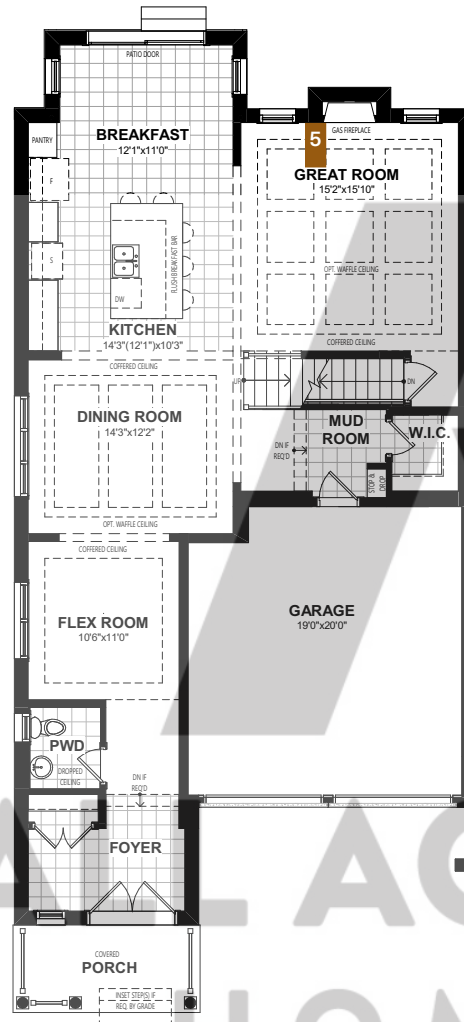 PATIO DOOR
BREAKFAST
12'1"x11'0"
PANTRY
F
5
GAS FIREPLACE
GREAT ROOM
15'2"x15'10"
OPT. WAFFLE CEILING
COFFERED CEILING
S
FLUSH BREAKFAST BAR
DW
KITCHEN
14'3"(12'1")x10'3"
COFFERED CEILING
UP
DN
DINING ROOM
14'3"x12'2"
OPT. WAFFLE CEILING
MUD
ROOM
W.I.C.
DN IF
REQ'D
STOP &
DROP
COFFERED CEILING
FLEX ROOM
10'6"x11'0"
GARAGE
19'0"x20'0"
PWD
DROPPED
CEILING
DN IF
REQ'D
FOYER
COVERED
PORCH
INSET STEP(S) IF
REQ. BY GRADE